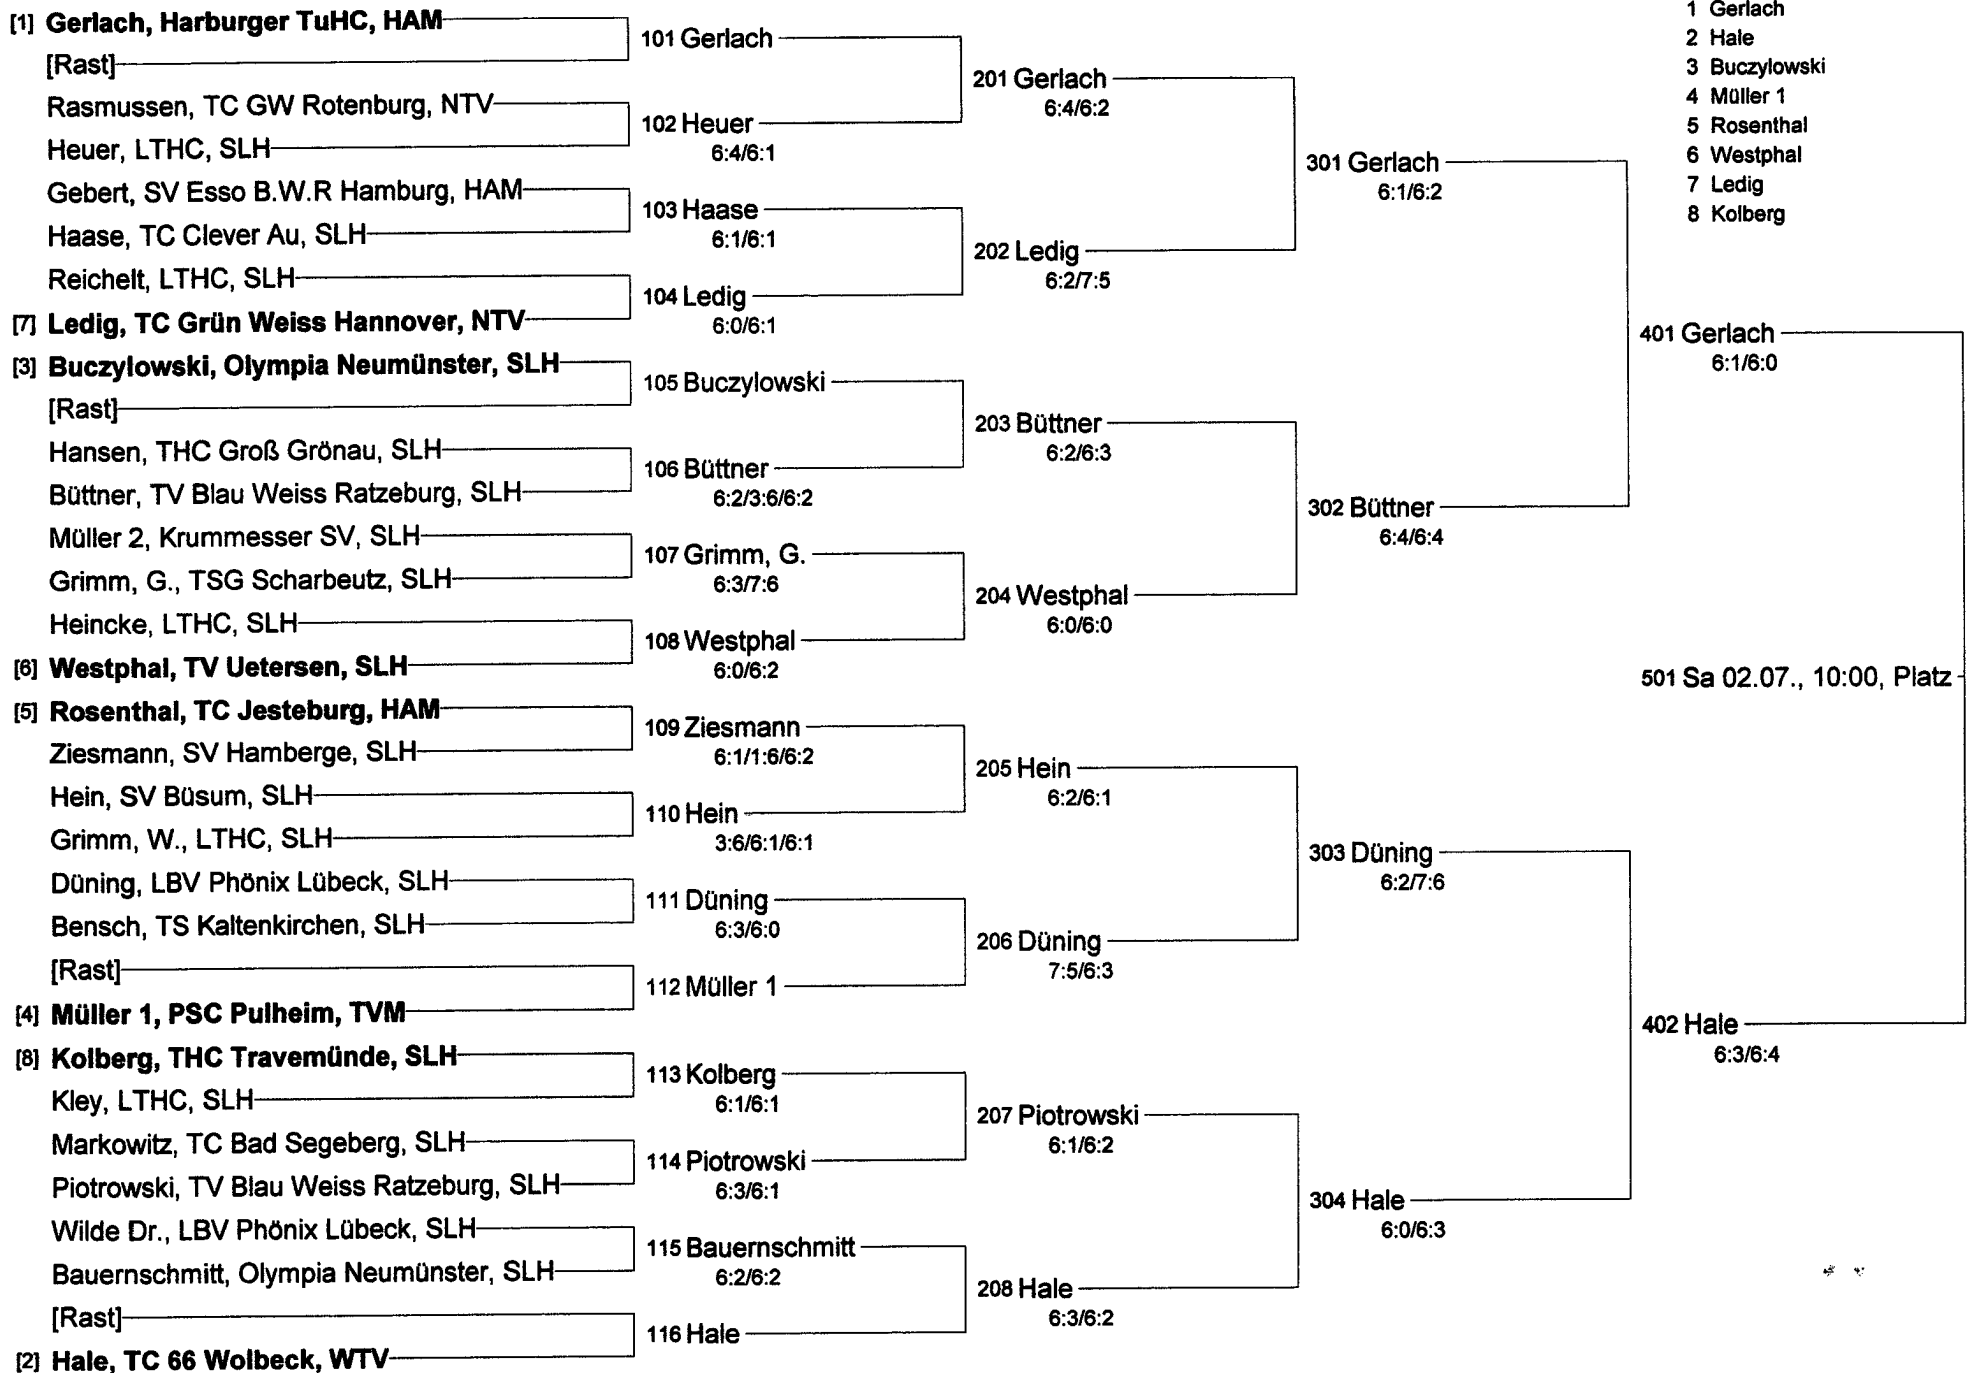 [1] Gerlach, Harburger TuHC, HAM
[Rast]
Rasmussen, TC GW Rotenburg, NTV
Heuer, LTHC, SLH
Gebert, SV Esso B.W.R Hamburg, HAM
Haase, TC Clever Au, SLH
Reichelt, LTHC, SLH
[7] Ledig, TC Grün Weiss Hannover, NTV
[3] Buczylowski, Olympia Neumünster, SLH
[Rast]
Hansen, THC Groß Grönau, SLH
Büttner, TV Blau Weiss Ratzeburg, SLH
Müller 2, Krummesser SV, SLH
Grimm, G., TSG Scharbeutz, SLH
Heincke, LTHC, SLH
[6] Westphal, TV Uetersen, SLH
[5] Rosenthal, TC Jesteburg, HAM
Ziesmann, SV Hamberge, SLH
Hein, SV Büsum, SLH
Grimm, W., LTHC, SLH
Düning, LBV Phönix Lübeck, SLH
Bensch, TS Kaltenkirchen, SLH
[Rast]
[4] Müller 1, PSC Pulheim, TVM
[8] Kolberg, THC Travemünde, SLH
Kley, LTHC, SLH
Markowitz, TC Bad Segeberg, SLH
Piotrowski, TV Blau Weiss Ratzeburg, SLH
Wilde Dr., LBV Phönix Lübeck, SLH
Bauernschmitt, Olympia Neumünster, SLH
[Rast]
[2] Hale, TC 66 Wolbeck, WTV
101 Gerlach
102 Heuer
6:4/6:1
103 Haase
6:1/6:1
104 Ledig
6:0/6:1
105 Buczylowski
106 Büttner
6:2/3:6/6:2
107 Grimm, G.
6:3/7:6
108 Westphal
6:0/6:2
109 Ziesmann
6:1/1:6/6:2
110 Hein
3:6/6:1/6:1
111 Düning
6:3/6:0
112 Müller 1
113 Kolberg
6:1/6:1
114 Piotrowski
6:3/6:1
115 Bauernschmitt
6:2/6:2
116 Hale
201 Gerlach
6:4/6:2
202 Ledig
6:2/7:5
203 Büttner
6:2/6:3
204 Westphal
6:0/6:0
205 Hein
6:2/6:1
206 Düning
7:5/6:3
207 Piotrowski
6:1/6:2
208 Hale
6:3/6:2
301 Gerlach
6:1/6:2
302 Büttner
6:4/6:4
303 Düning
6:2/7:6
304 Hale
6:0/6:3
401 Gerlach
6:1/6:0
402 Hale
6:3/6:4
501 Sa 02.07., 10:00, Platz
1 Gerlach
2 Hale
3 Buczylowski
4 Müller 1
5 Rosenthal
6 Westphal
7 Ledig
8 Kolberg